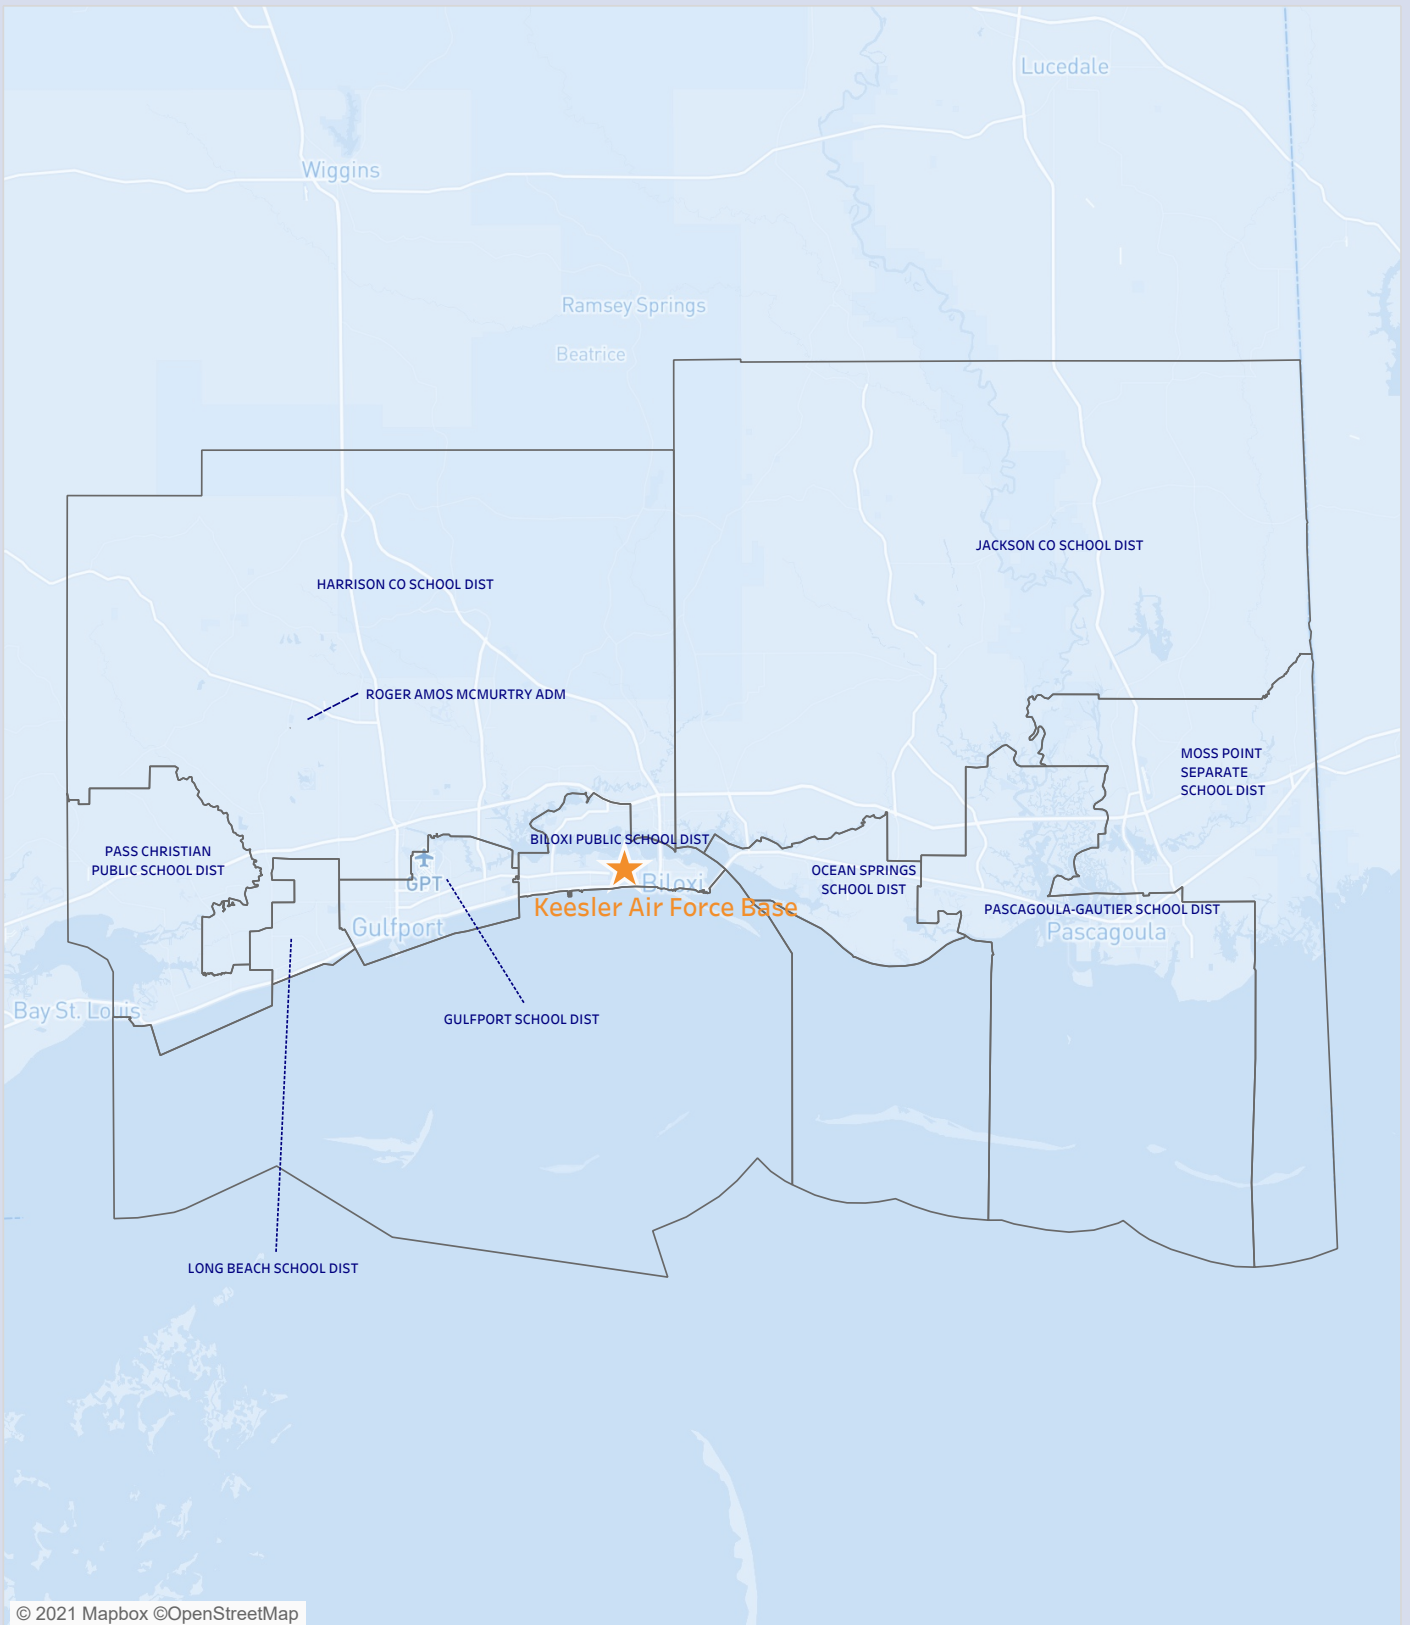 Lucedale
Wiggins
Ramsey Springs
Beatrice
JACKSON CO SCHOOL DIST
HARRISON CO SCHOOL DIST
ROGER AMOS MCMURTRY ADM
MOSS POINT
SEPARATE
SCHOOL DIST
BILOXI PUBLIC SCHOOL DIST
PASS CHRISTIAN
PUBLIC SCHOOL DIST
OCEAN SPRINGS
SCHOOL DIST
GPT
Biloxi
Keesler Air Force Base
PASCAGOULA-GAUTIER SCHOOL DIST
Gulfport
Pascagoula
Bay St. Louis
GULFPORT SCHOOL DIST
LONG BEACH SCHOOL DIST
© 2021 Mapbox ©OpenStreetMap